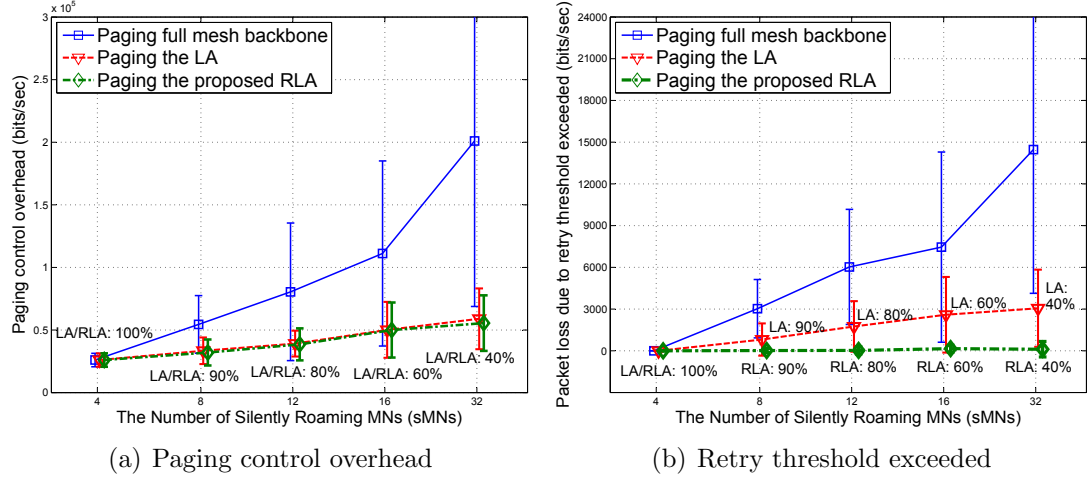 3
x 10^5
2.5
2
1.5
1
0.5
0
Paging control overhead (bits/sec)
Paging full mesh backbone
Paging the LA
Paging the proposed RLA
LA/RLA: 100%
LA/RLA: 90%
LA/RLA: 80%
LA/RLA: 60%
LA/RLA: 40%
4 8 12 16 32
The Number of Silently Roaming MNs (sMNs)
(a) Paging control overhead
24000
21000
18000
15000
12000
9000
6000
3000
0
Packet loss due to retry threshold exceeded (bits/sec)
Paging full mesh backbone
Paging the LA
Paging the proposed RLA
LA: 90%
LA: 80%
LA: 60%
LA:
40%
LA/RLA: 100%
RLA: 90%
RLA: 80%
RLA: 60%
RLA: 40%
4 8 12 16 32
The Number of Silently Roaming MNs (sMNs)
(b) Retry threshold exceeded